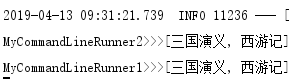 2019-04-13 09:31:21.739  INFO 11236 --- [
MyCommandLineRunner2>>>[三国演义, 西游记]
MyCommandLineRunner1>>>[三国演义, 西游记]